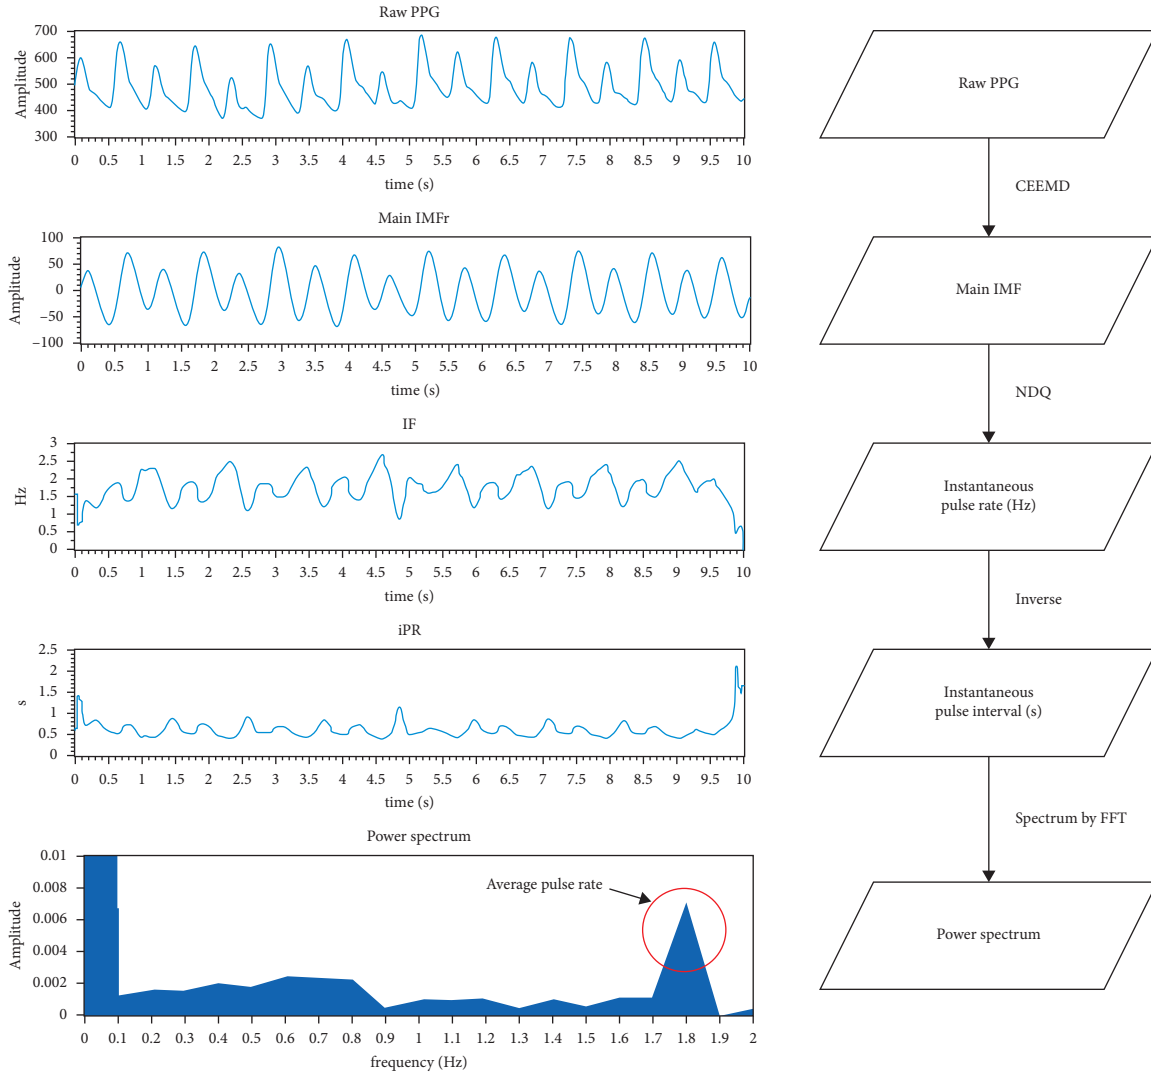 Raw PPG
Amplitude
700
600
500
400
300
0 0.5 1 1.5 2 2.5 3 3.5 4 4.5 5 5.5 6 6.5 7 7.5 8 8.5 9 9.5 10
time (s)
Main IMFr
Amplitude
100
50
0
−50
−100
0 0.5 1 1.5 2 2.5 3 3.5 4 4.5 5 5.5 6 6.5 7 7.5 8 8.5 9 9.5 10
time (s)
IF
Hz
3
2.5
2
1.5
1
0.5
0
0 0.5 1 1.5 2 2.5 3 3.5 4 4.5 5 5.5 6 6.5 7 7.5 8 8.5 9 9.5 10
time (s)
iPR
s
2.5
2
1.5
1
0.5
0
0 0.5 1 1.5 2 2.5 3 3.5 4 4.5 5 5.5 6 6.5 7 7.5 8 8.5 9 9.5 10
time (s)
Power spectrum
Amplitude
0.01
0.008
0.006
0.004
0.002
0
Average pulse rate
0 0.1 0.2 0.3 0.4 0.5 0.6 0.7 0.8 0.9 1 1.1 1.2 1.3 1.4 1.5 1.6 1.7 1.8 1.9 2
frequency (Hz)
Raw PPG
CEEMD
Main IMF
NDQ
Instantaneous
pulse rate (Hz)
Inverse
Instantaneous
pulse interval (s)
Spectrum by FFT
Power spectrum